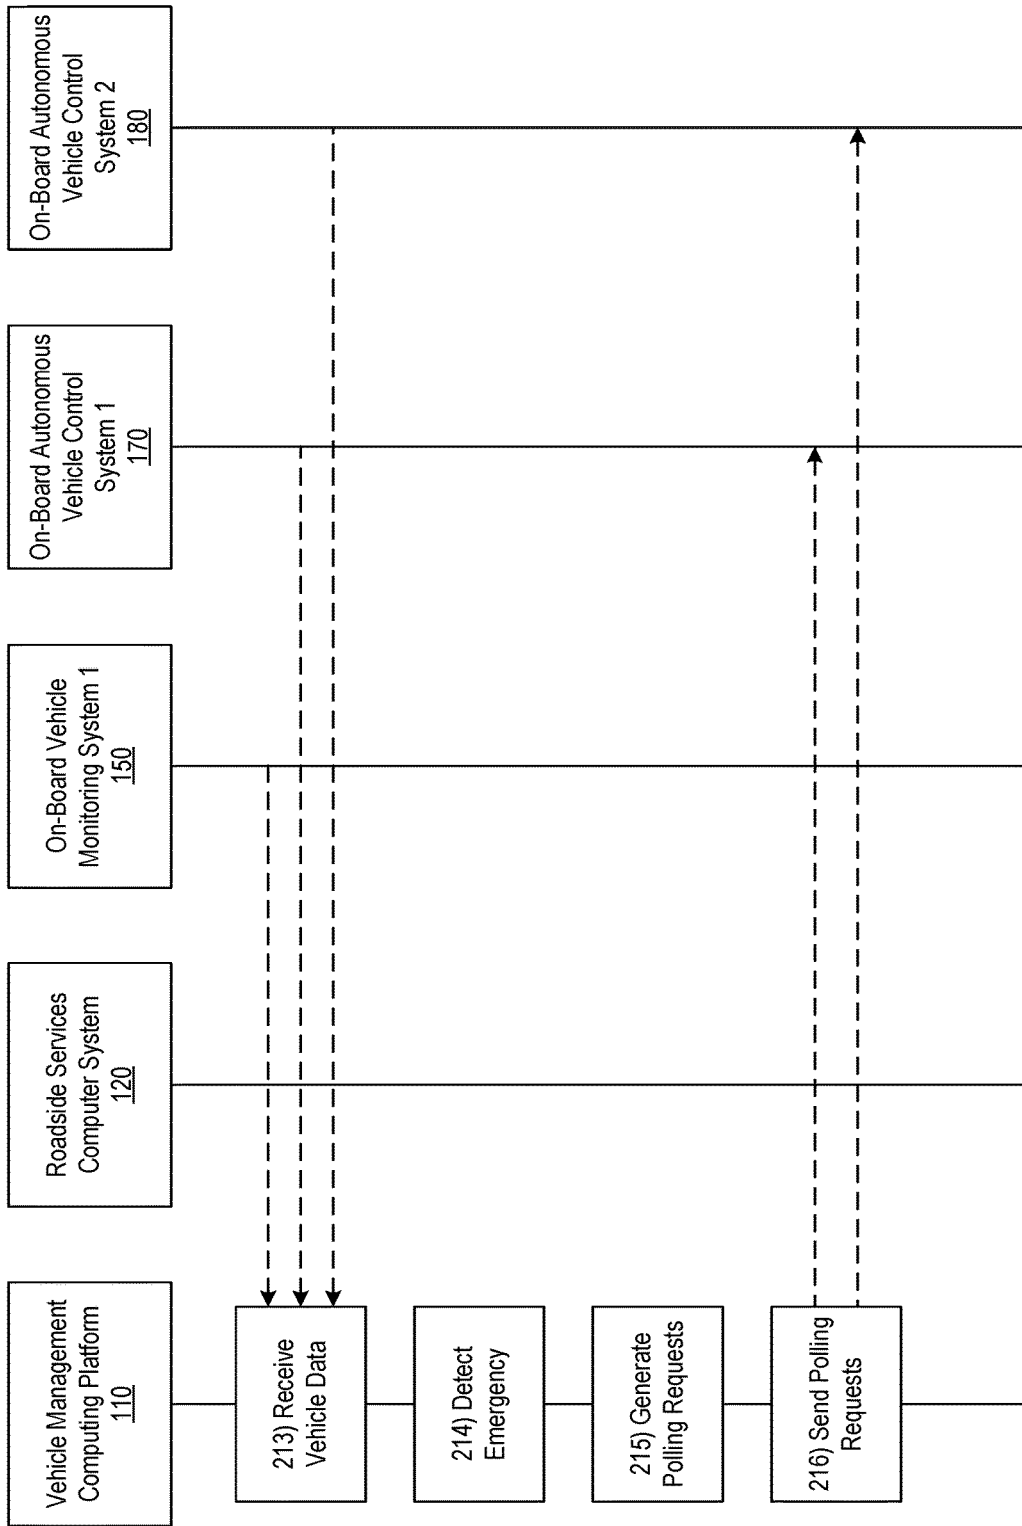 Vehicle Management
Computing Platform
110
Roadside Services
Computer System
120
On-Board Vehicle
Monitoring System 1
150
On-Board Autonomous
Vehicle Control
System 1
170
On-Board Autonomous
Vehicle Control
System 2
180
213) Receive
Vehicle Data
214) Detect
Emergency
215) Generate
Polling Requests
216) Send Polling
Requests